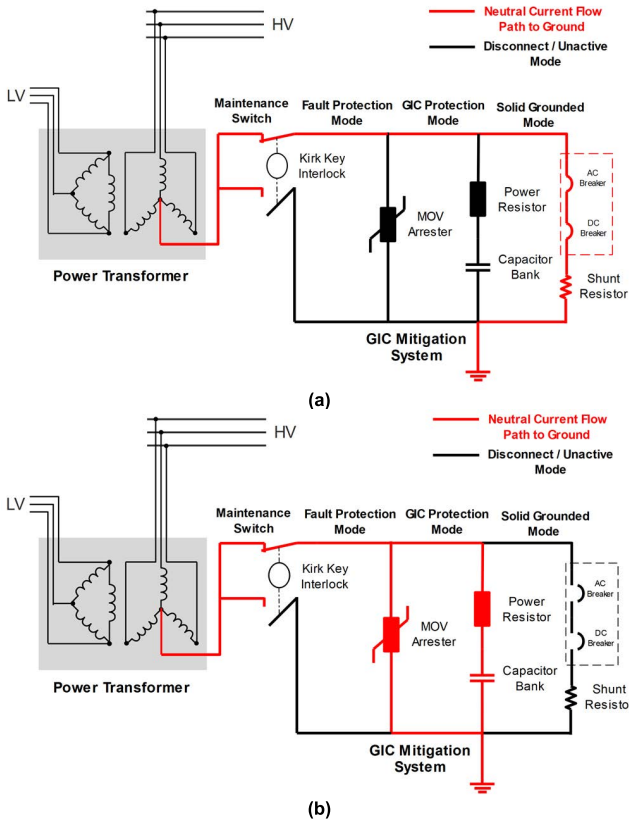 HV
LV
Neutral Current Flow
Path to Ground
Disconnect / Unactive
Mode
Maintenance
Switch
Fault Protection
Mode
GIC Protection
Mode
Solid Grounded
Mode
Kirk Key
Interlock
MOV
Arrester
Power
Resistor
Capacitor
Bank
AC
Breaker
DC
Breaker
Shunt
Resistor
Power Transformer
GIC Mitigation
System
(a)
HV
LV
Neutral Current Flow
Path to Ground
Disconnect / Unactive
Mode
Maintenance
Switch
Fault Protection
Mode
GIC Protection
Mode
Solid Grounded
Mode
Kirk Key
Interlock
MOV
Arrester
Power
Resistor
Capacitor
Bank
AC
Breaker
DC
Breaker
Shunt
Resisto
Power Transformer
GIC Mitigation
System
(b)